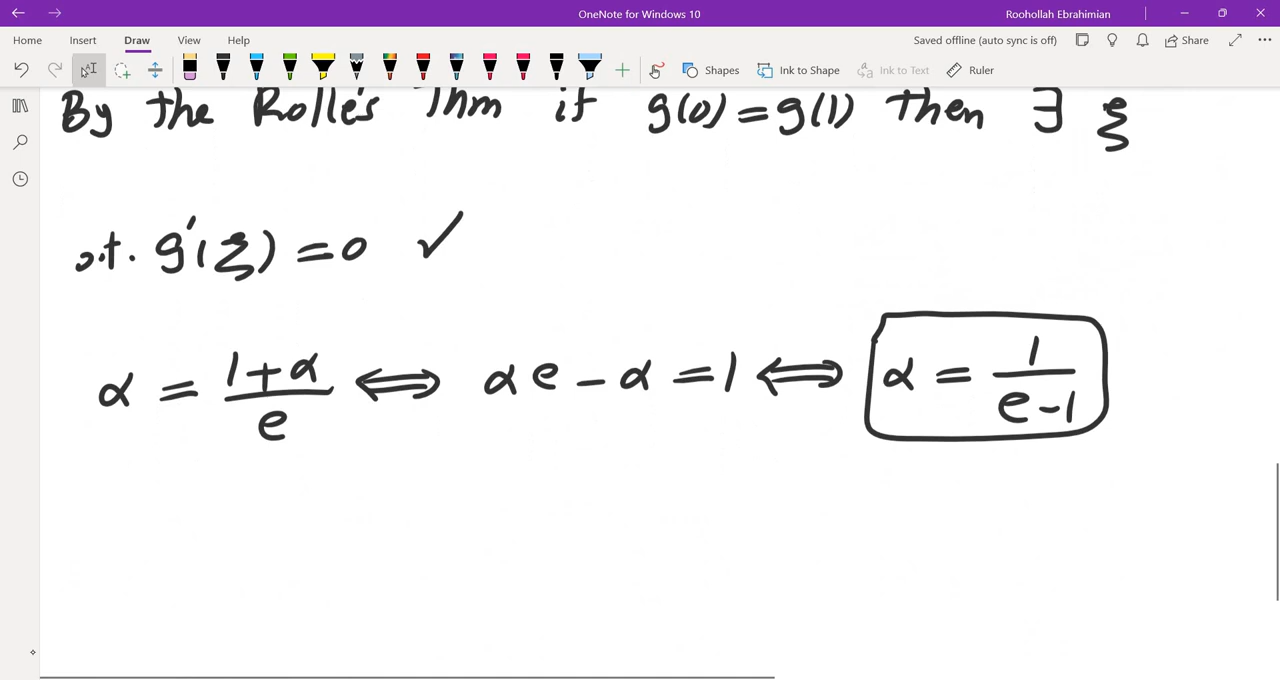 OneNote for Windows 10
Roohollah Ebrahimian
Home Insert Draw View Help
Saved offline (auto sync is off) Share
Shapes Ink to Shape Ink to Text Ruler
By the Rolle's Thm if g(0)=g(1) then ∃ ξ
s.t. g'(ξ) = 0 ✓
α = (1+α)/e ⟺ αe − α = 1 ⟺ α = 1/(e−1)